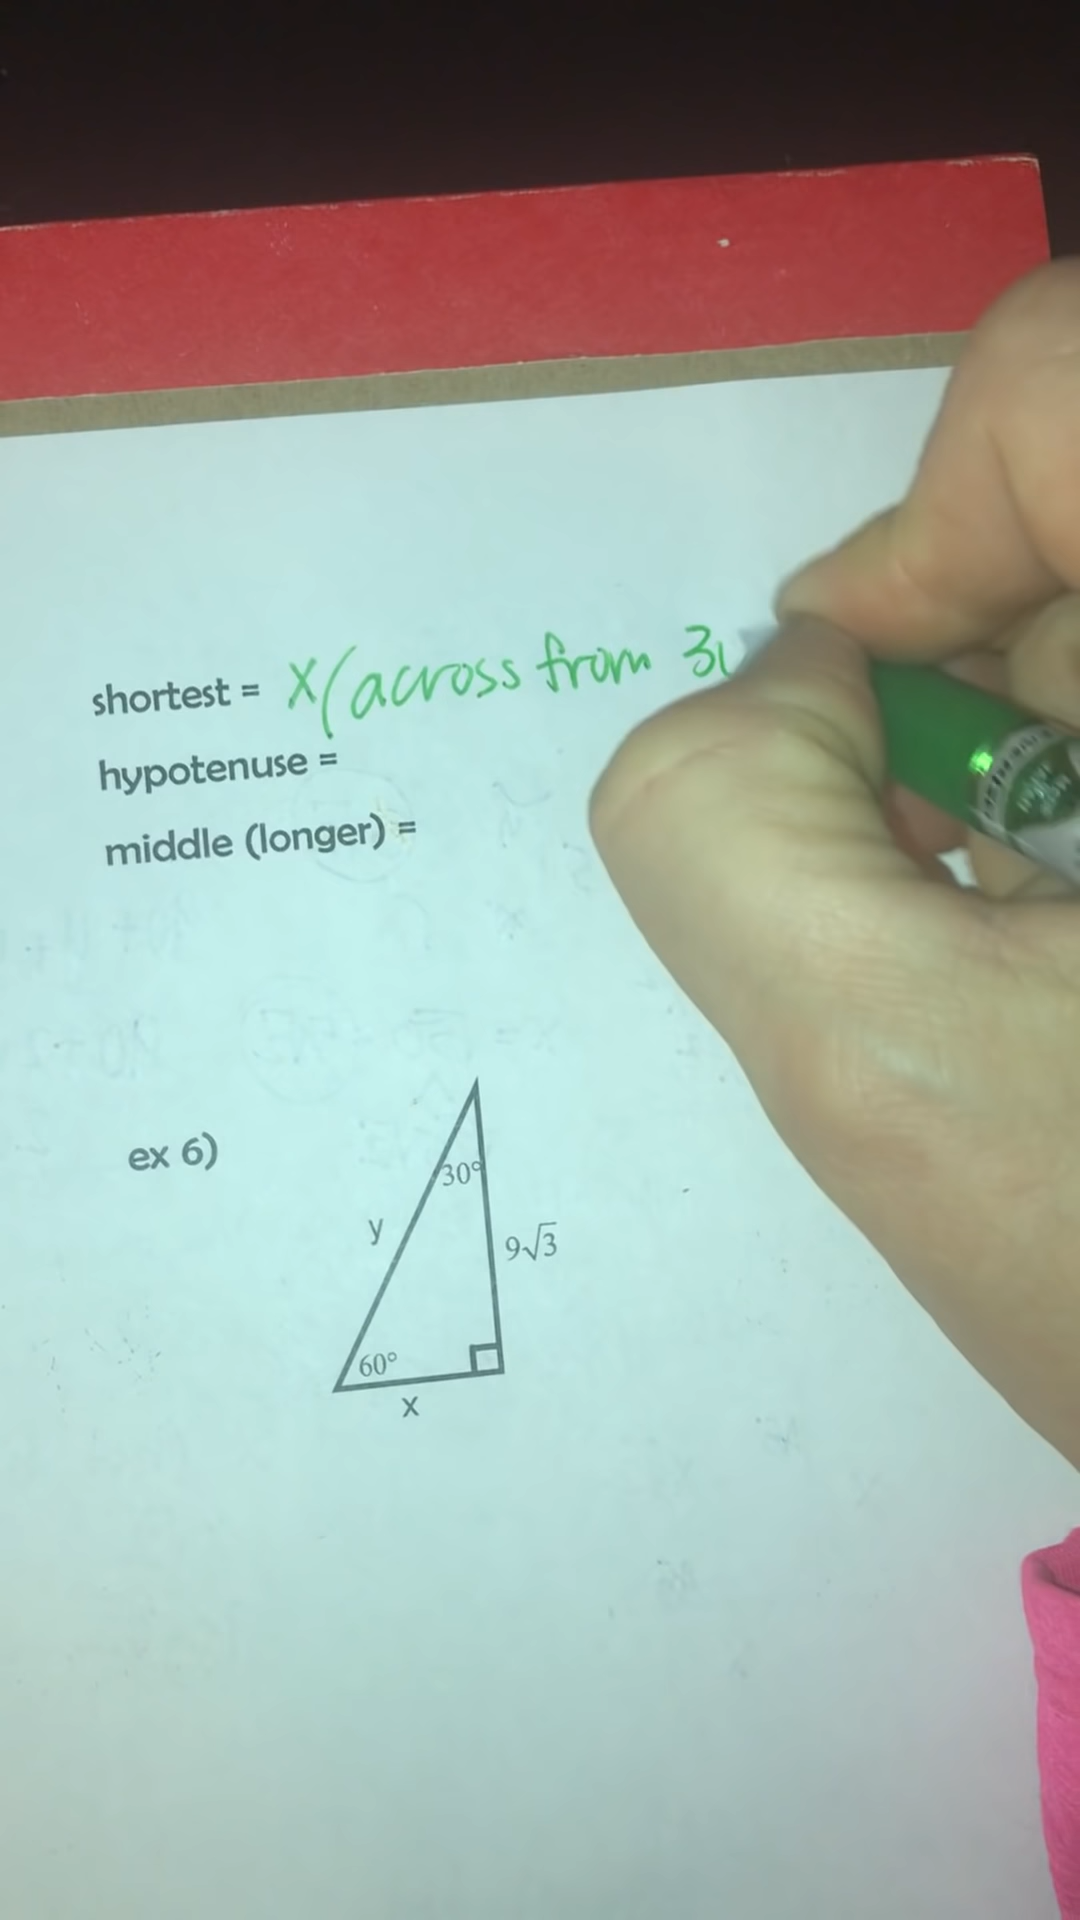 shortest = x (across from 3
hypotenuse =
middle (longer) =
ex 6)
30°
y
9√3
60°
x